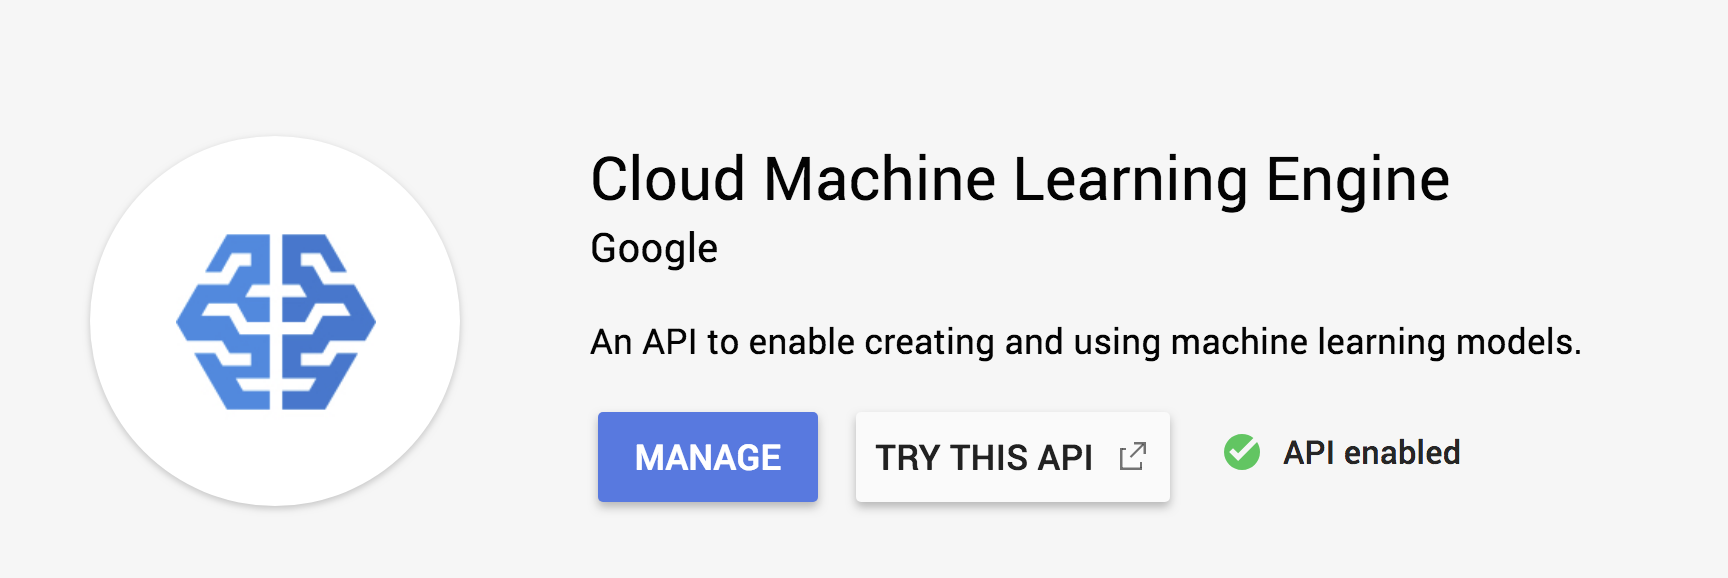 Cloud Machine Learning Engine
Google
An API to enable creating and using machine learning models.
MANAGE
TRY THIS API
API enabled